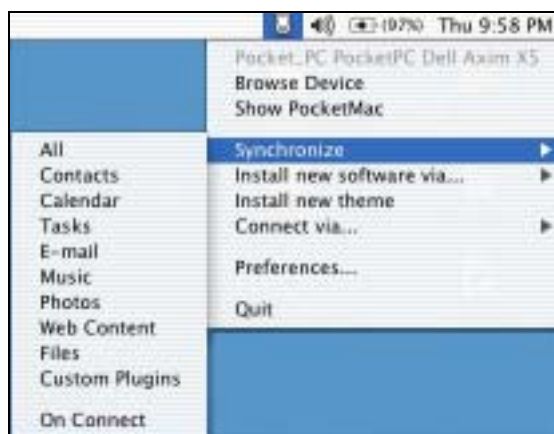 (97%) Thu 9:58 PM
Pocket_PC PocketPC Dell Axim X5
Browse Device
Show PocketMac
Synchronize
Install new software via...
Install new theme
Connect via...
Preferences...
Quit
All
Contacts
Calendar
Tasks
E-mail
Music
Photos
Web Content
Files
Custom Plugins
On Connect